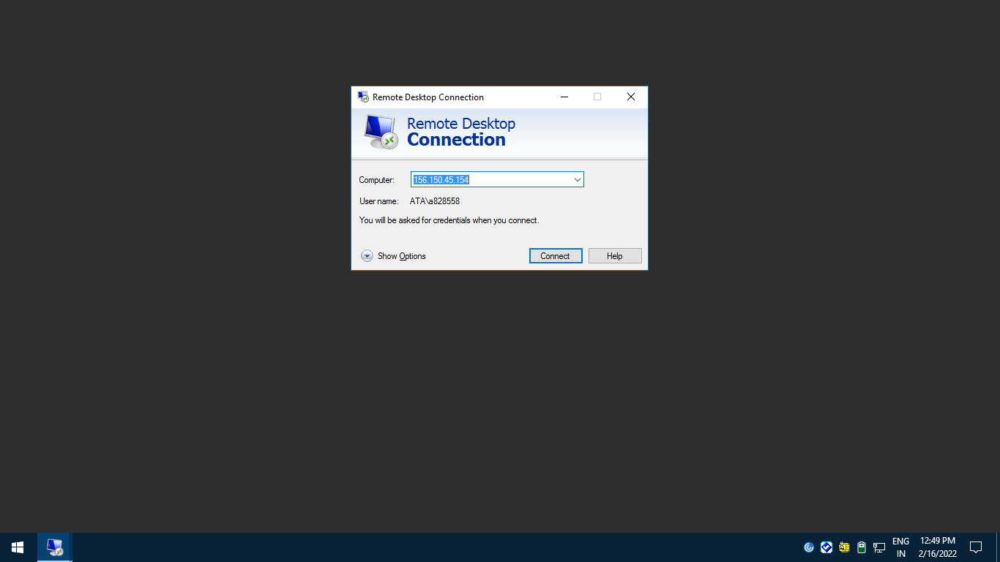 Remote Desktop Connection
Remote Desktop
Connection
Computer: 156.150.45.154
User name: ATA\a828558
You will be asked for credentials when you connect.
Show Options Connect Help
ENG 12:49 PM
IN 2/16/2022